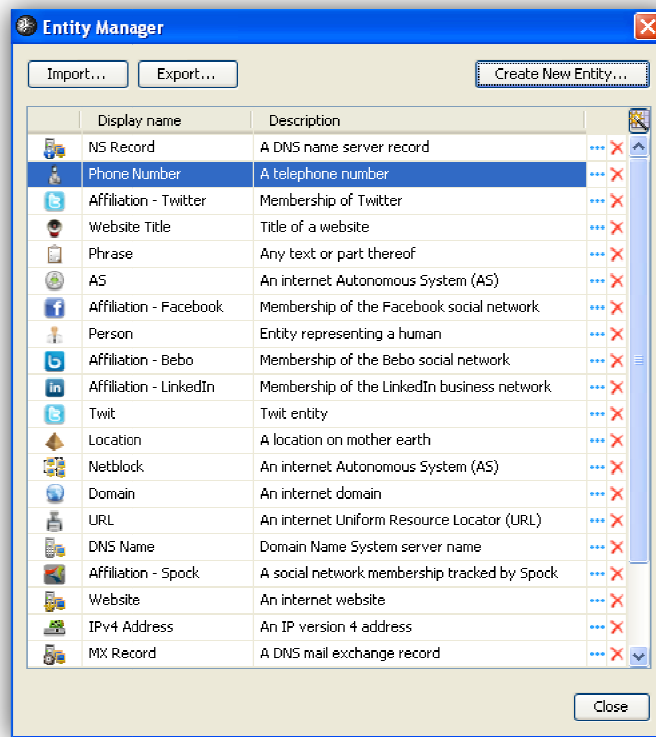 Entity Manager
Import... Export... Create New Entity...
Display name Description
NS Record A DNS name server record
Phone Number A telephone number
Affiliation - Twitter Membership of Twitter
Website Title Title of a website
Phrase Any text or part thereof
AS An internet Autonomous System (AS)
Affiliation - Facebook Membership of the Facebook social network
Person Entity representing a human
Affiliation - Bebo Membership of the Bebo social network
Affiliation - LinkedIn Membership of the LinkedIn business network
Twit Twit entity
Location A location on mother earth
Netblock An internet Autonomous System (AS)
Domain An internet domain
URL An internet Uniform Resource Locator (URL)
DNS Name Domain Name System server name
Affiliation - Spock A social network membership tracked by Spock
Website An internet website
IPv4 Address An IP version 4 address
MX Record A DNS mail exchange record
Close